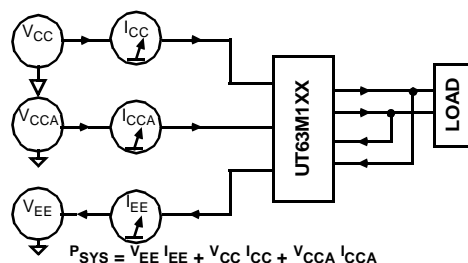 VCC
ICC
VCCA
ICCA
UT63M1XX
LOAD
VEE
IEE
PSYS = VEE IEE + VCC ICC + VCCA ICCA